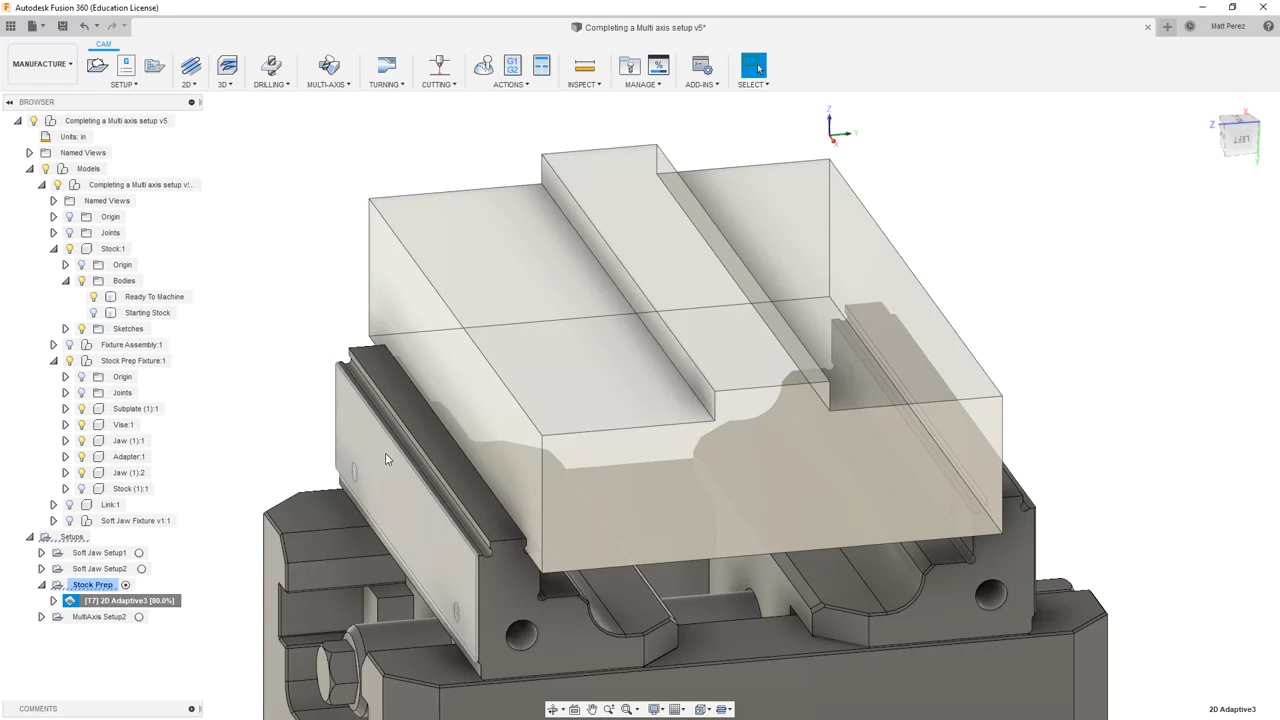 Autodesk Fusion 360 (Education License)
Completing a Multi axis setup v5*
Matt Perez
MANUFACTURE
CAM
SETUP
2D
3D
DRILLING
MULTI-AXIS
TURNING
CUTTING
G1
G2
ACTIONS
INSPECT
MANAGE
ADD-INS
SELECT
BROWSER
Completing a Multi axis setup v5
Units: in
Named Views
Models
Completing a Multi axis setup v!...
Named Views
Origin
Joints
Stock:1
Origin
Bodies
Ready To Machine
Starting Stock
Sketches
Fixture Assembly:1
Stock Prep Fixture:1
Origin
Joints
Subplate (1):1
Vise:1
Jaw (1):1
Adapter:1
Jaw (1):2
Stock (1):1
Link:1
Soft Jaw Fixture v1:1
Setups
Soft Jaw Setup1
Soft Jaw Setup2
Stock Prep
[T7] 2D Adaptive3 [80.0%]
MultiAxis Setup2
Z
Y
X
Z
X
LEFT
Y
COMMENTS
2D Adaptive3